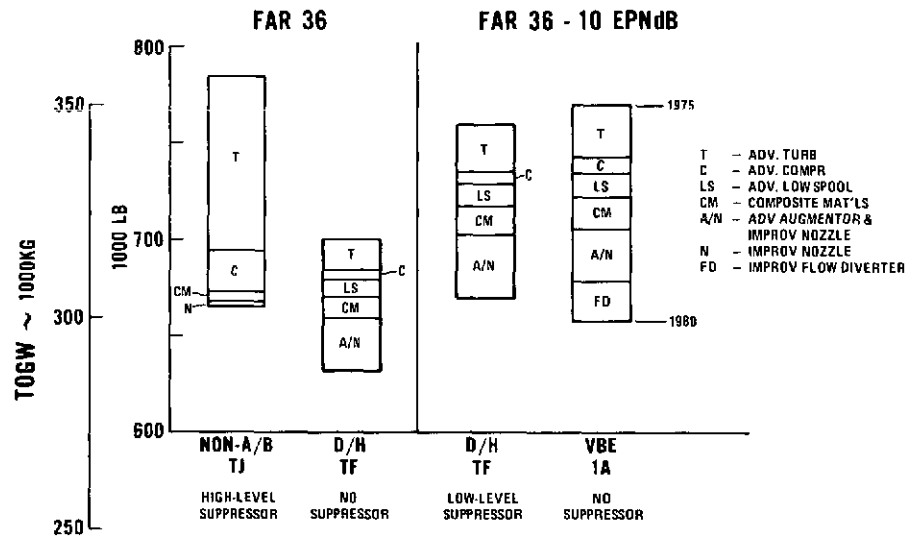 FAR 36
FAR 36 - 10 EPNdB
TOGW ~ 1000KG
350
300
250
1000 LB
800
700
600
T
C
CM
N
T
C
LS
CM
A/N
T
C
LS
CM
A/N
1975
T
C
LS
CM
A/N
FD
1980
T – ADV. TURB
C – ADV. COMPR
LS – ADV. LOW SPOOL
CM – COMPOSITE MAT'LS
A/N – ADV AUGMENTOR &
IMPROV NOZZLE
N – IMPROV NOZZLE
FD – IMPROV FLOW DIVERTER
NON-A/B
TJ
HIGH-LEVEL
SUPPRESSOR
D/H
TF
NO
SUPPRESSOR
D/H
TF
LOW-LEVEL
SUPPRESSOR
VBE
1A
NO
SUPPRESSOR